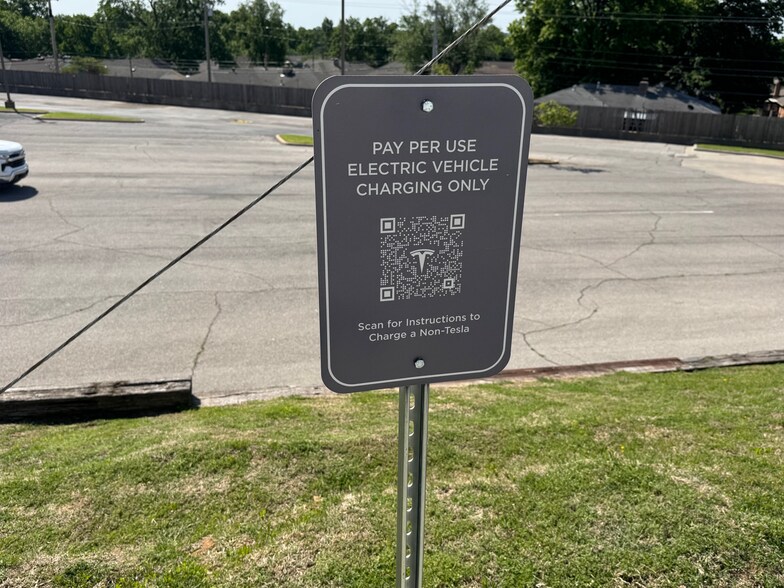 PAY PER USE
ELECTRIC VEHICLE
CHARGING ONLY
Scan for Instructions to
Charge a Non-Tesla